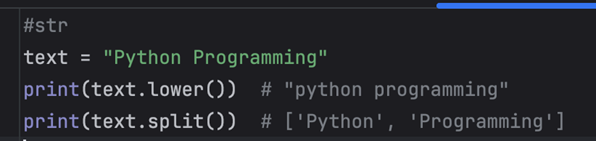 #str
text = "Python Programming"
print(text.lower())  # "python programming"
print(text.split())  # ['Python', 'Programming']